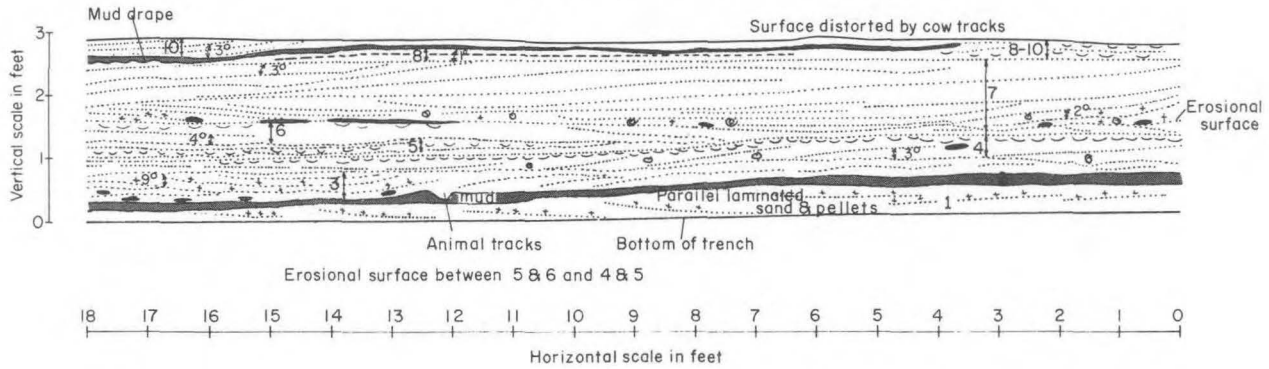 Mud drape
Surface distorted by cow tracks
3
10
3°
8
1°
8-10
3°
2
7
2°
Erosional
surface
6
4°
5
4
1
3°
9°
3
mud
Parallel laminated
sand & pellets
1
0
Animal tracks
Bottom of trench
Erosional surface between 5 & 6 and 4 & 5
Vertical scale in feet
18 17 16 15 14 13 12 11 10 9 8 7 6 5 4 3 2 1 0
Horizontal scale in feet